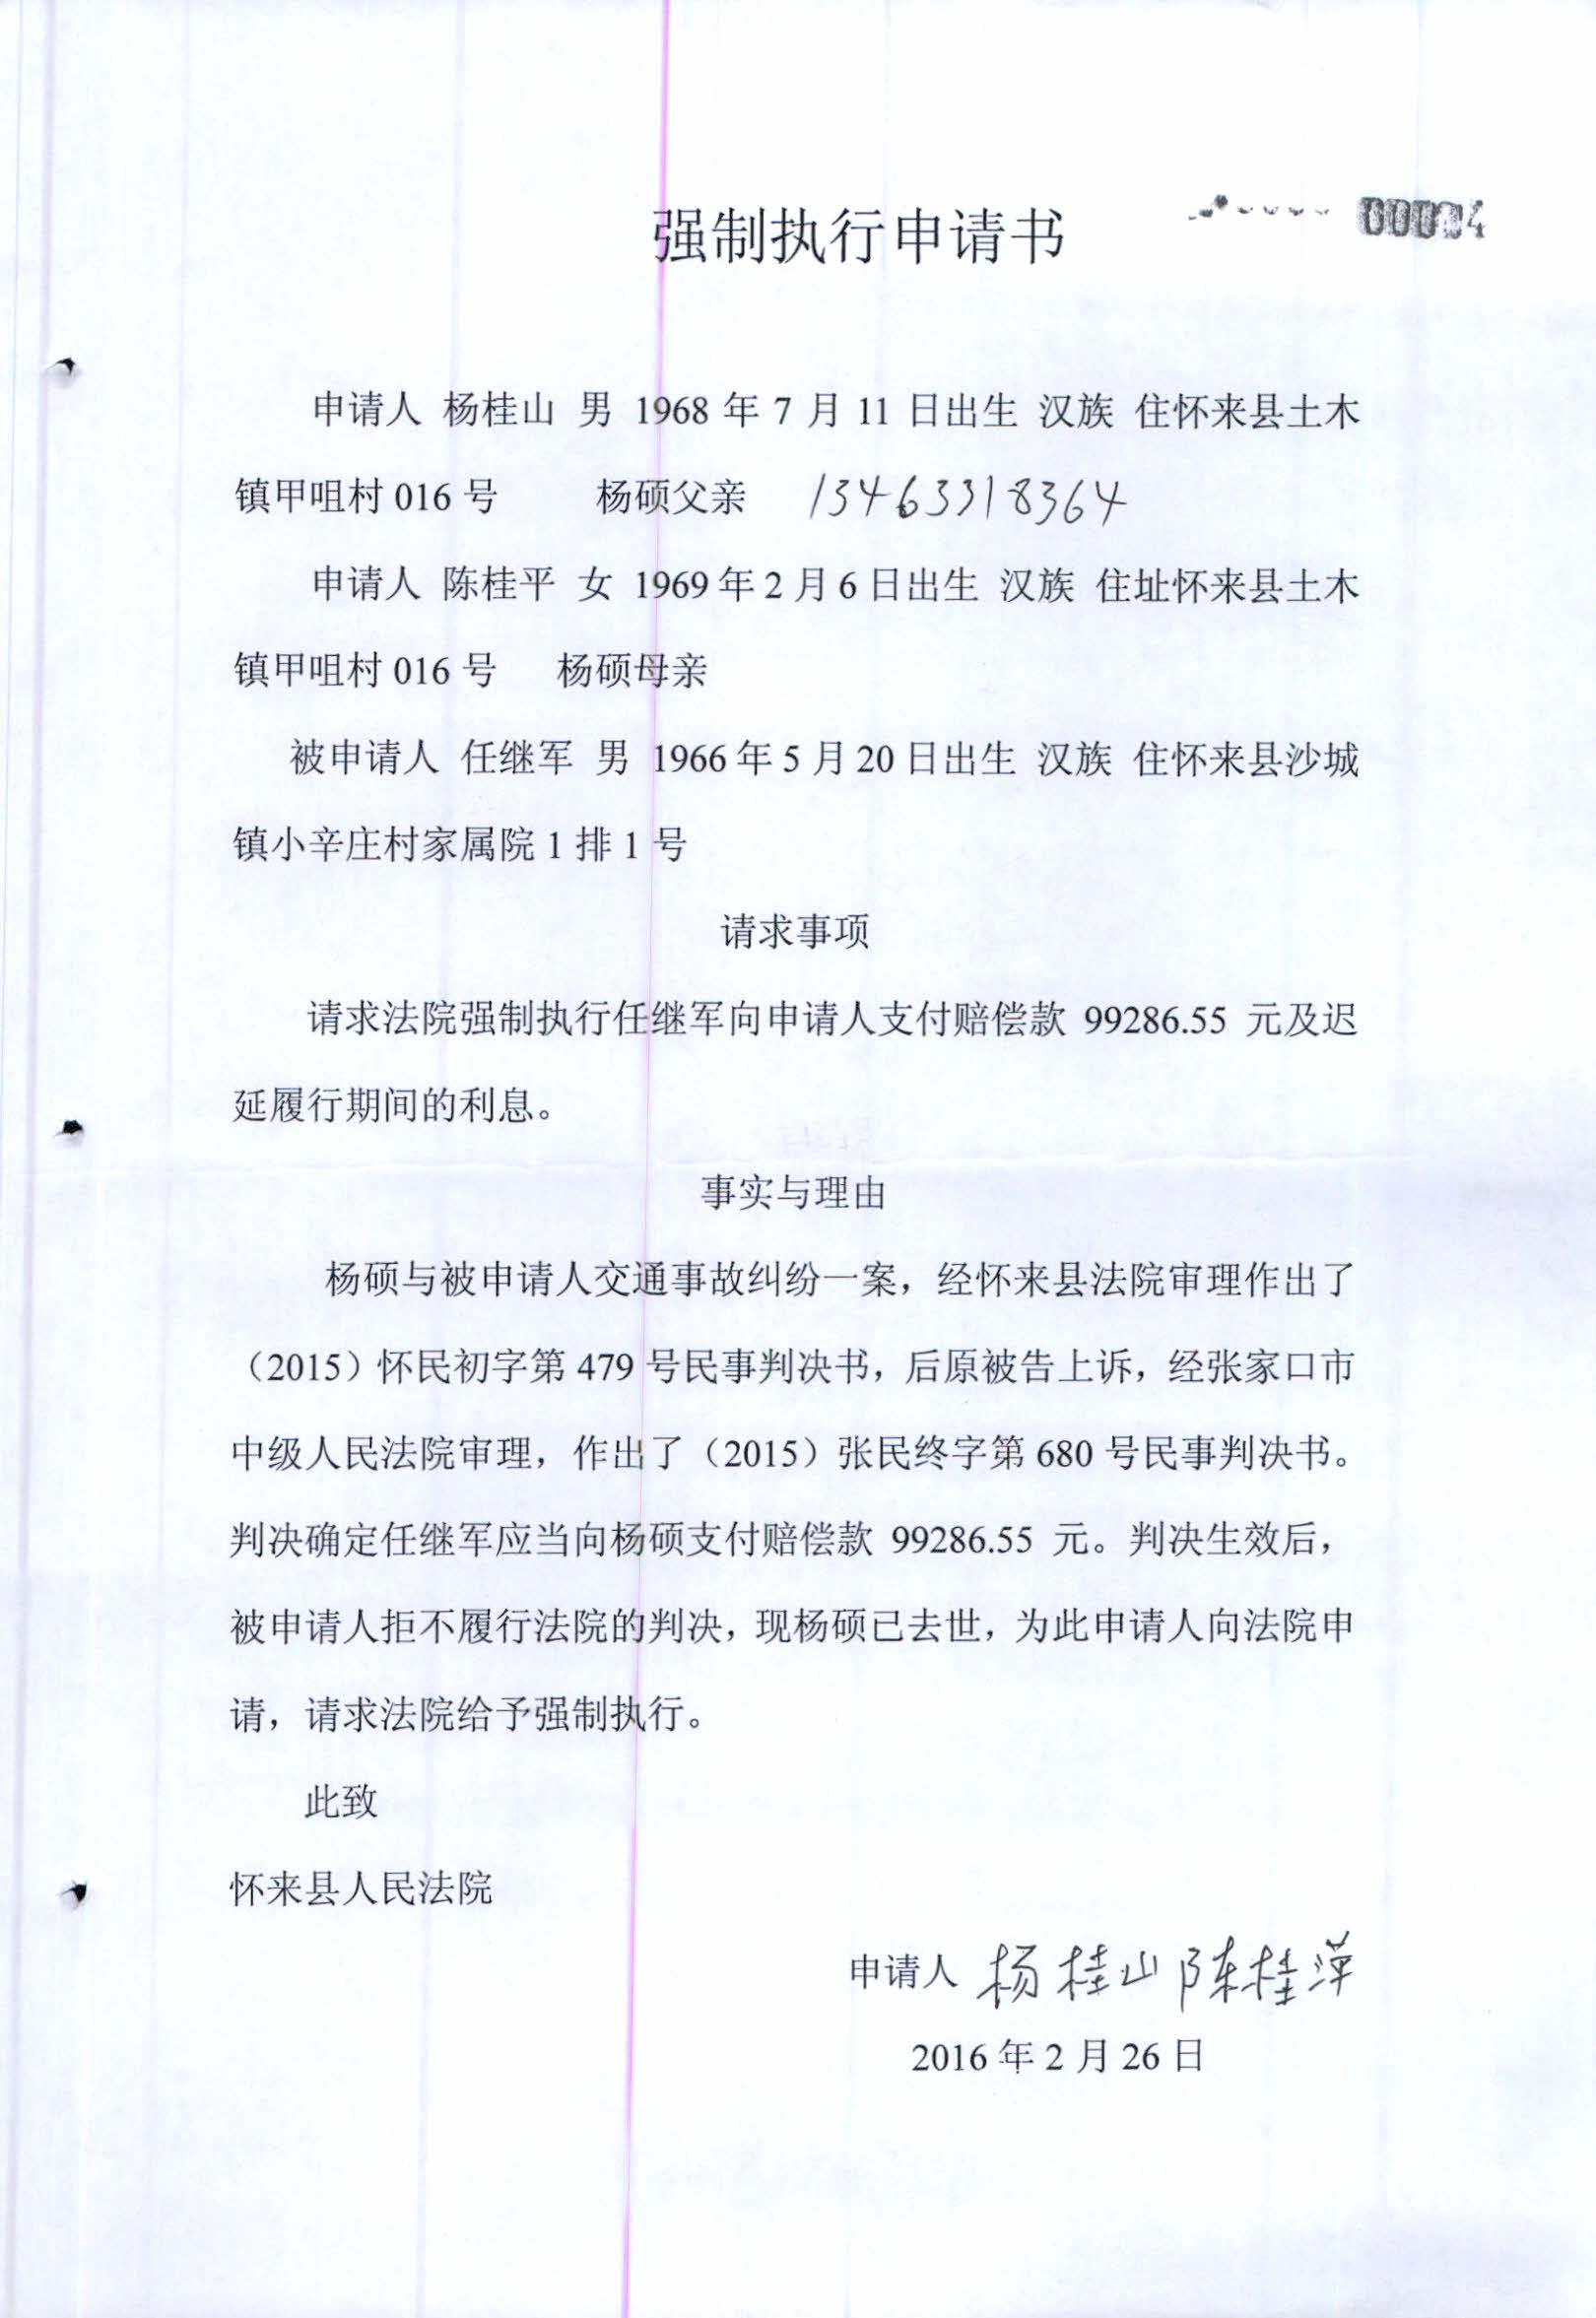 强制执行申请书
申请人 杨桂山 男 1968 年 7 月 11 日出生 汉族 住怀来县土木
镇甲咀村 016 号 杨硕父亲 13463318364
申请人 陈桂平 女 1969 年 2 月 6 日出生 汉族 住址怀来县土木
镇甲咀村 016 号 杨硕母亲
被申请人 任继军 男 1966 年 5 月 20 日出生 汉族 住怀来县沙城
镇小辛庄村家属院 1 排 1 号
请求事项
请求法院强制执行任继军向申请人支付赔偿款 99286.55 元及迟
延履行期间的利息。
事实与理由
杨硕与被申请人交通事故纠纷一案，经怀来县法院审理作出了
（2015）怀民初字第 479 号民事判决书，后原被告上诉，经张家口市
中级人民法院审理，作出了（2015）张民终字第 680 号民事判决书。
判决确定任继军应当向杨硕支付赔偿款 99286.55 元。判决生效后，
被申请人拒不履行法院的判决，现杨硕已去世，为此申请人向法院申
请，请求法院给予强制执行。
此致
怀来县人民法院
申请人 杨桂山 陈桂萍
2016 年 2 月 26 日